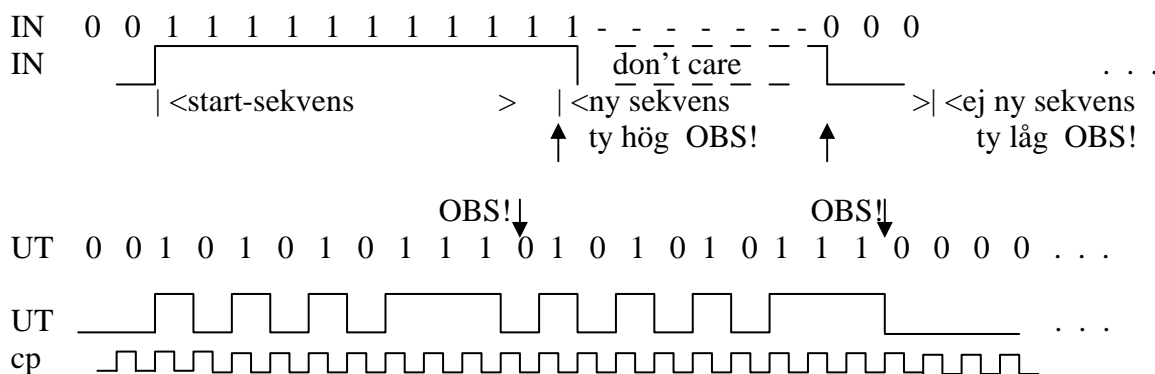 IN 0 0 1 1 1 1 1 1 1 1 1 1 1 - - - - - - - 0 0 0
IN don't care . . .
| <start-sekvens > | <ny sekvens >| <ej ny sekvens
ty hög OBS! ty låg OBS!
OBS! OBS!
UT 0 0 1 0 1 0 1 0 1 1 1 0 1 0 1 0 1 0 1 1 1 0 0 0 0 . . .
UT . . .
cp